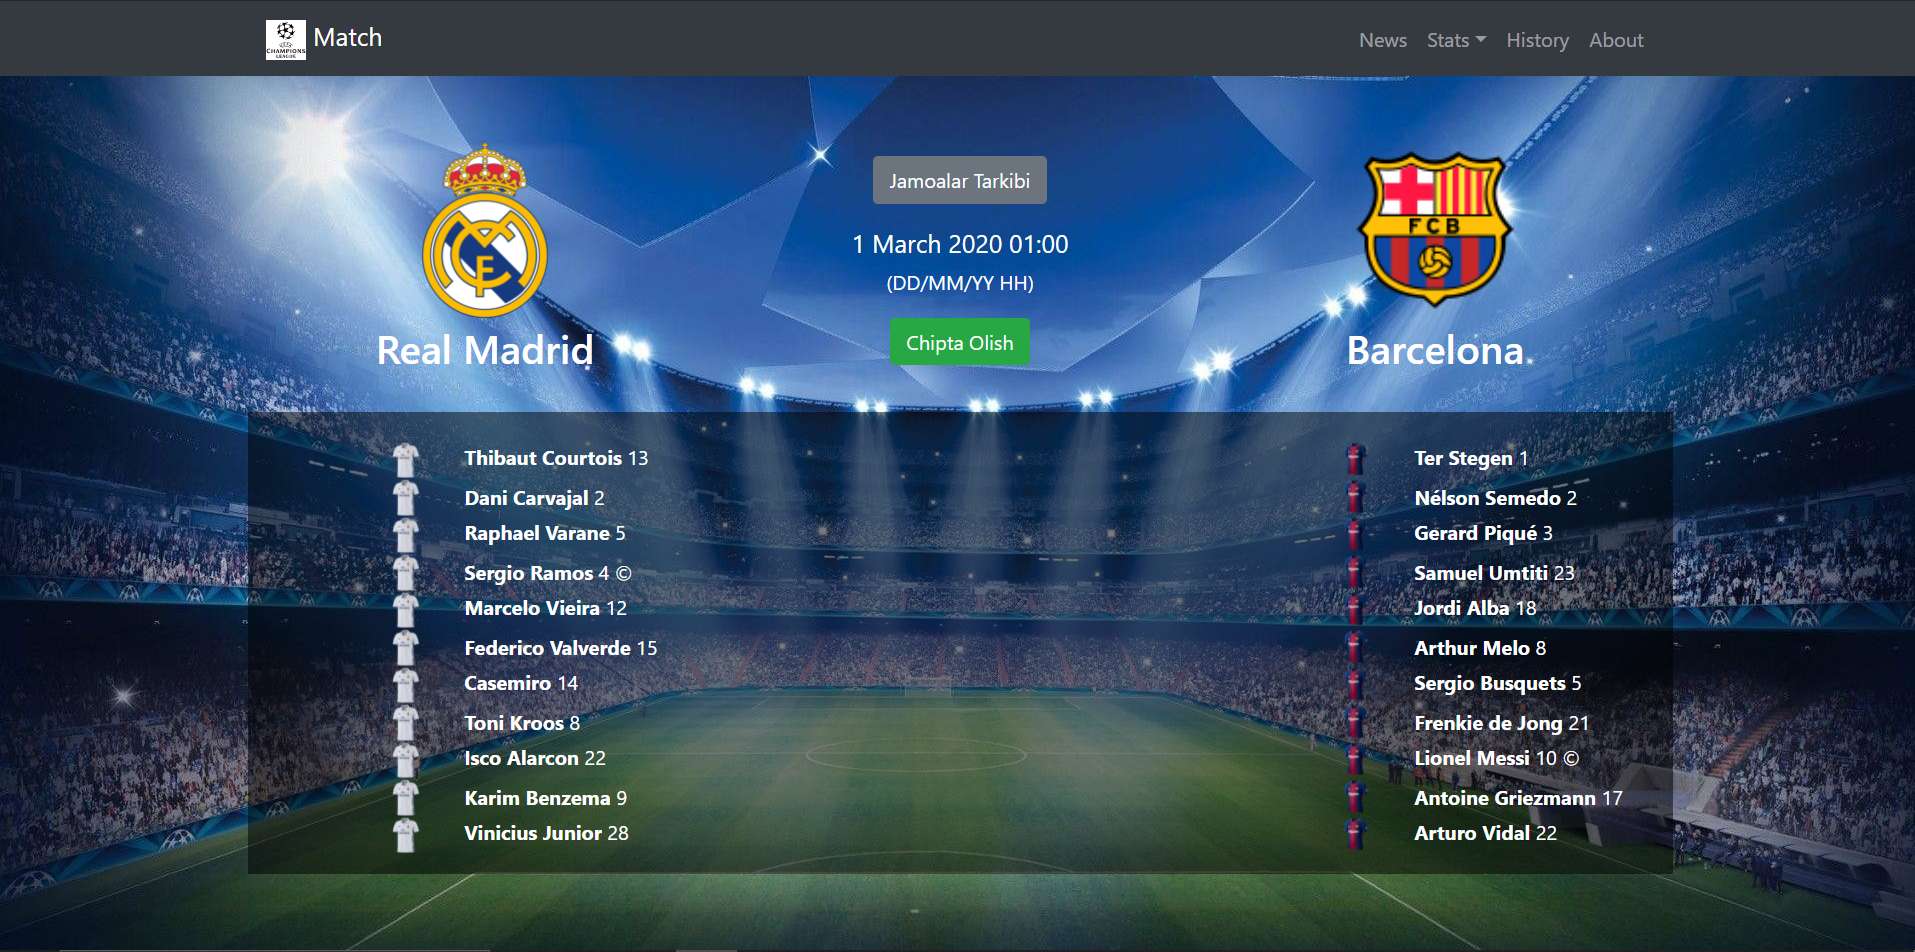 CHAMPIONS
LEAGUE
Match
News
Stats
History
About
Jamoalar Tarkibi
1 March 2020 01:00
(DD/MM/YY HH)
Chipta Olish
FCB
Real Madrid
Barcelona
Thibaut Courtois 13
Dani Carvajal 2
Raphael Varane 5
Sergio Ramos 4 ©
Marcelo Vieira 12
Federico Valverde 15
Casemiro 14
Toni Kroos 8
Isco Alarcon 22
Karim Benzema 9
Vinicius Junior 28
Ter Stegen 1
Nélson Semedo 2
Gerard Piqué 3
Samuel Umtiti 23
Jordi Alba 18
Arthur Melo 8
Sergio Busquets 5
Frenkie de Jong 21
Lionel Messi 10 ©
Antoine Griezmann 17
Arturo Vidal 22